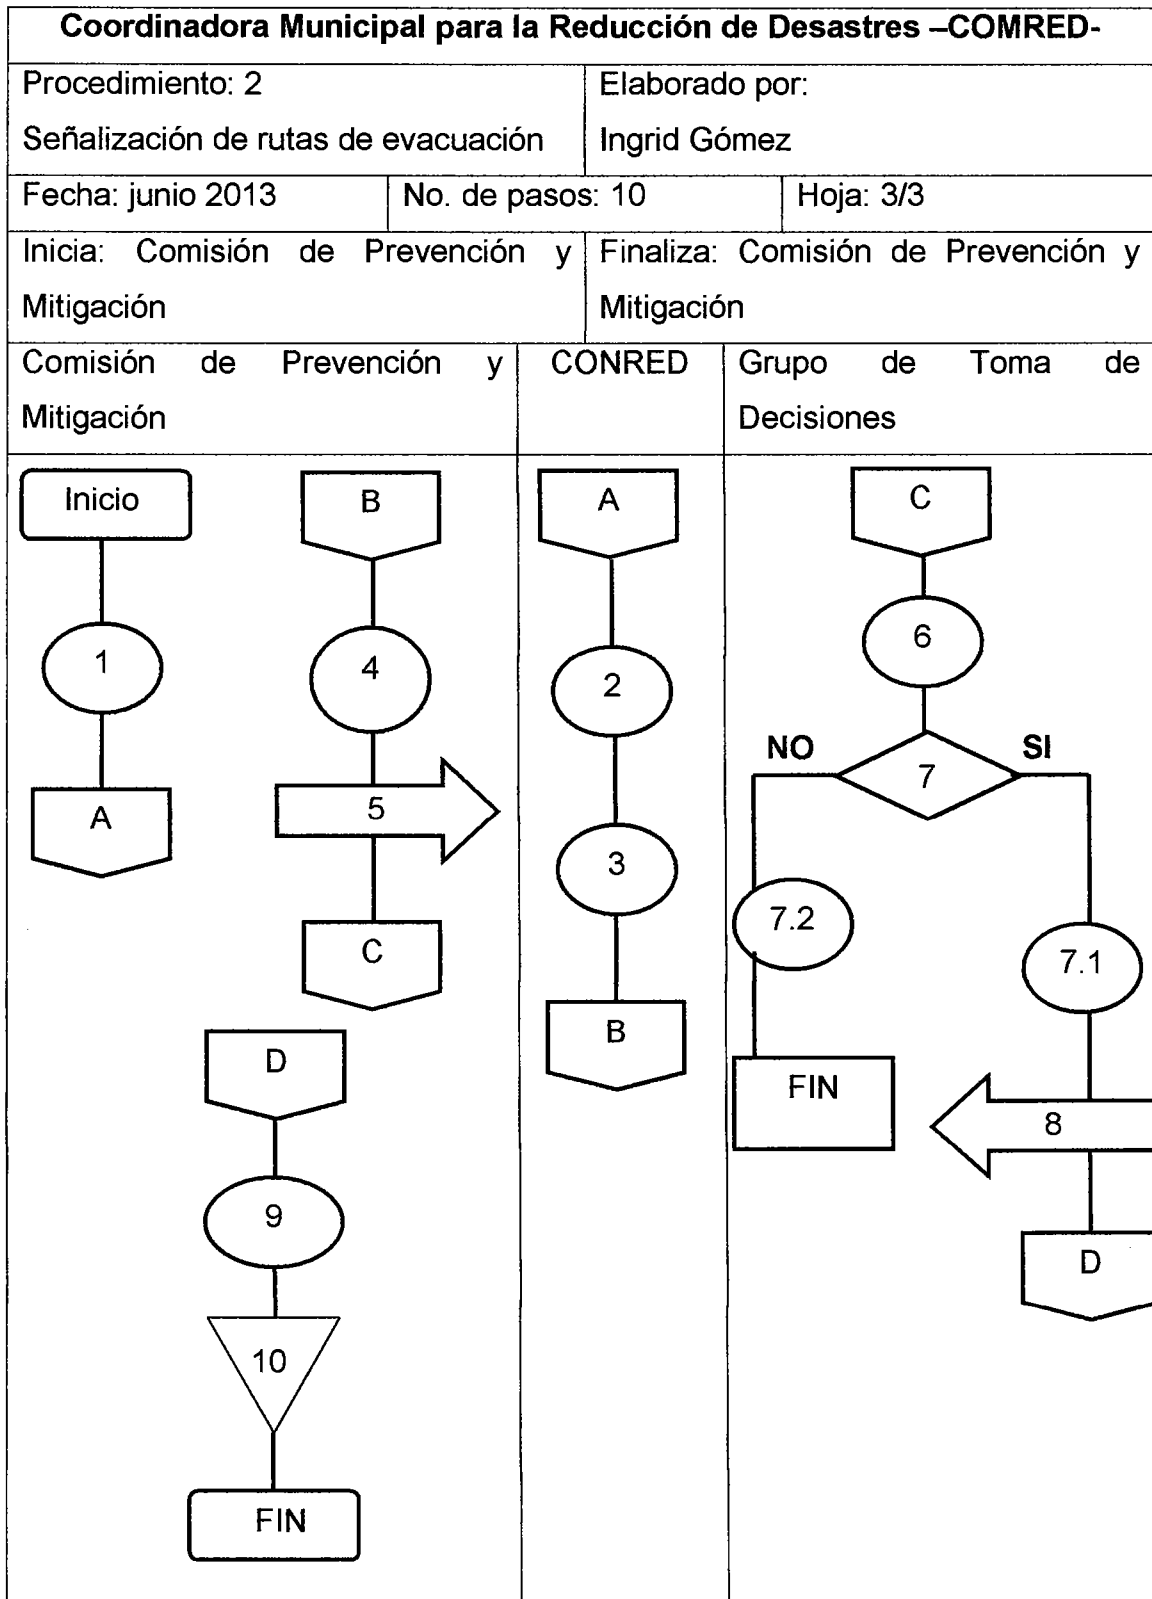 Coordinadora Municipal para la Reducción de Desastres –COMRED-
Procedimiento: 2
Señalización de rutas de evacuación
Elaborado por:
Ingrid Gómez
Fecha: junio 2013
No. de pasos: 10
Hoja: 3/3
Inicia: Comisión de Prevención y
Mitigación
Finaliza: Comisión de Prevención y
Mitigación
Comisión de Prevención y
Mitigación
CONRED
Grupo de Toma de
Decisiones
Inicio
1
A
B
4
5
C
D
9
10
FIN
A
2
3
B
C
6
7
NO
SI
7.2
FIN
7.1
8
D